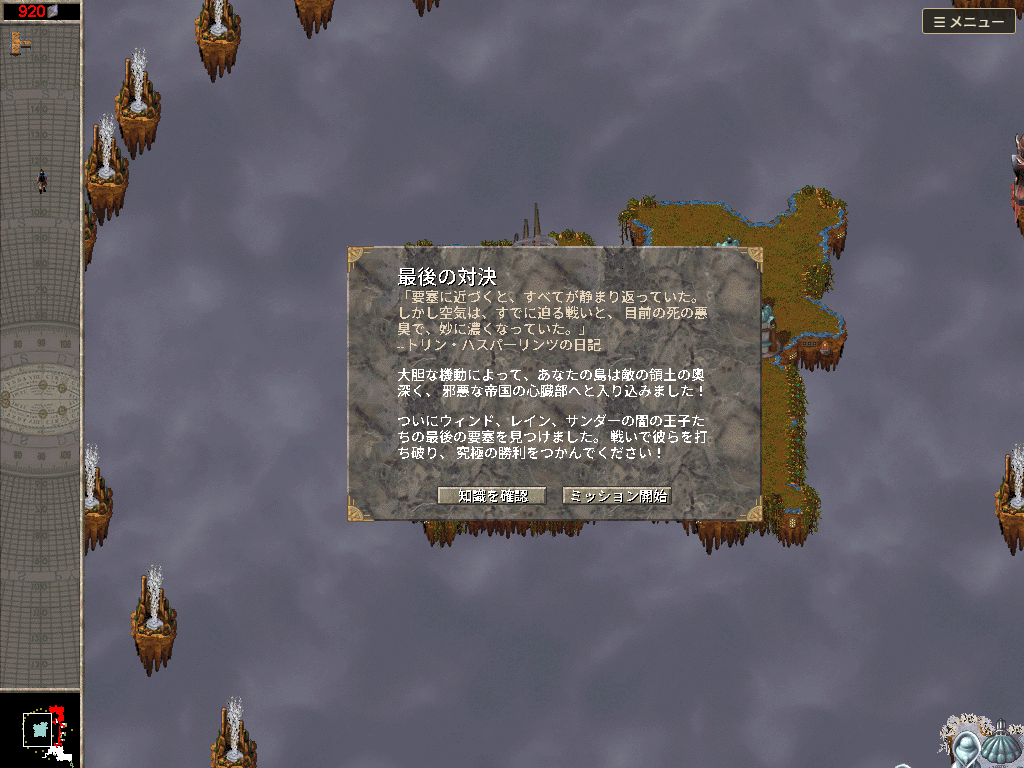 920
☰ メニュー
最後の対決
「要塞に近づくと、すべてが静まり返っていた。
しかし空気は、すでに迫る戦いと、目前の死の悪
臭で、妙に濃くなっていた。」
--トリン・ハスパーリンツの日記
大胆な機動によって、あなたの島は敵の領土の奥
深く、邪悪な帝国の心臓部へと入り込みました！
ついにウィンド、レイン、サンダーの闇の王子た
ちの最後の要塞を見つけました。戦いで彼らを打
ち破り、究極の勝利をつかんでください！
知識を確認
ミッション開始